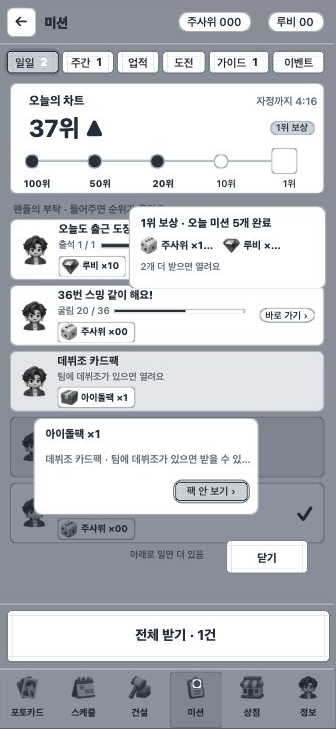 미션
주사위 000
루비 00
일일 2
주간 1
업적
도전
가이드 1
이벤트
오늘의 차트
자정까지 4:16
37위 ▲
1위 보상
100위
50위
20위
10위
1위
팬들의 부탁 · 들어주면 순위가
오늘도 출근 도장
출석 1 / 1
루비 ×10
1위 보상 · 오늘 미션 5개 완료
주사위 ×1...
루비 ×...
2개 더 받으면 열려요
36번 스밍 같이 해요!
굴림 20 / 36
바로 가기 ›
주사위 ×00
데뷔조 카드팩
팀에 데뷔조가 있으면 열려요
아이돌팩 ×1
아이돌팩 ×1
데뷔조 카드팩 · 팀에 데뷔조가 있으면 받을 수 있...
팩 안 보기 ›
주사위 ×00
아래로 밀면 더 있음
닫기
전체 받기 · 1건
포토카드
스케줄
건설
미션
상점
정보